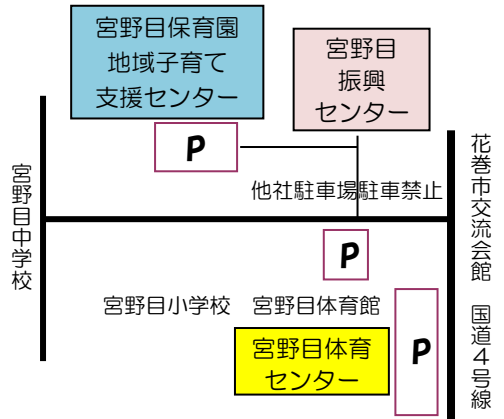 宮野目保育園
地域子育て
支援センター
宮野目
振興
センター
P
他社駐車場駐車禁止
宮野目中学校
花巻市交流会館 国道4号線
P
宮野目小学校 宮野目体育館
宮野目体育
センター
P